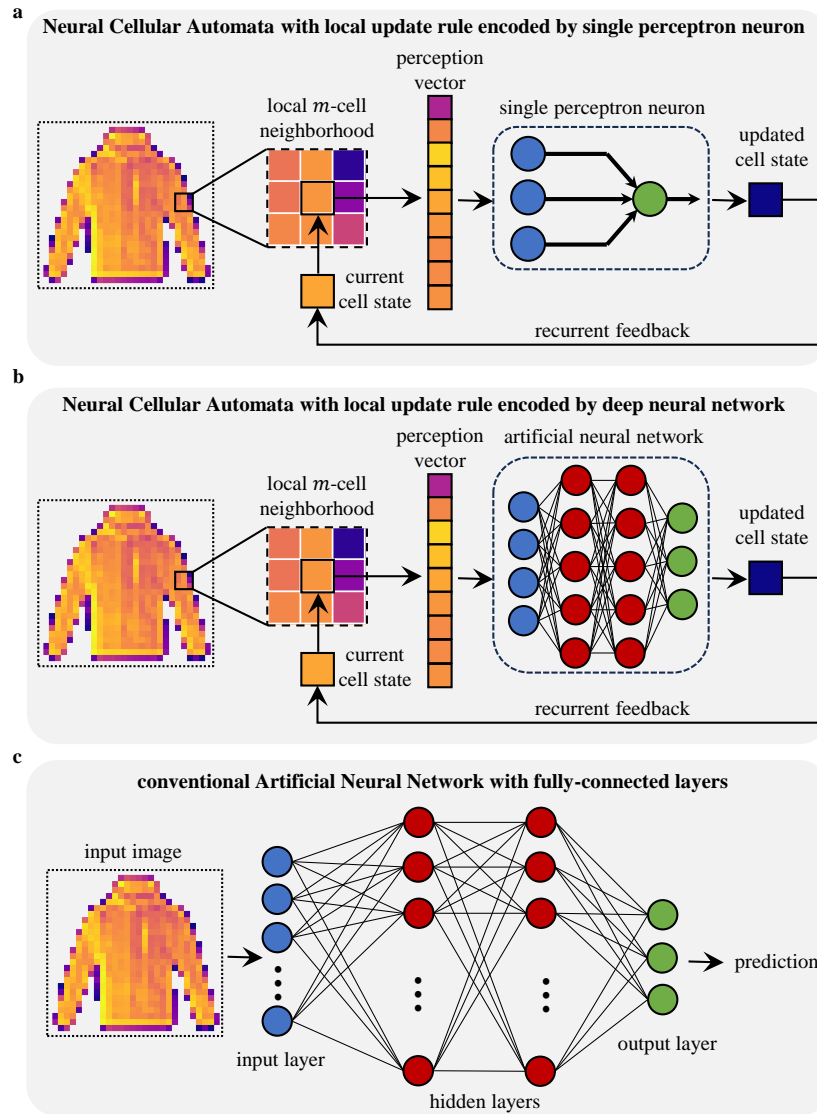 a
Neural Cellular Automata with local update rule encoded by single perceptron neuron
perception
vector
local m-cell
neighborhood
single perceptron neuron
updated
cell state
current
cell state
recurrent feedback
b
Neural Cellular Automata with local update rule encoded by deep neural network
perception
vector
local m-cell
neighborhood
artificial neural network
updated
cell state
current
cell state
recurrent feedback
c
conventional Artificial Neural Network with fully-connected layers
input image
prediction
input layer
output layer
hidden layers